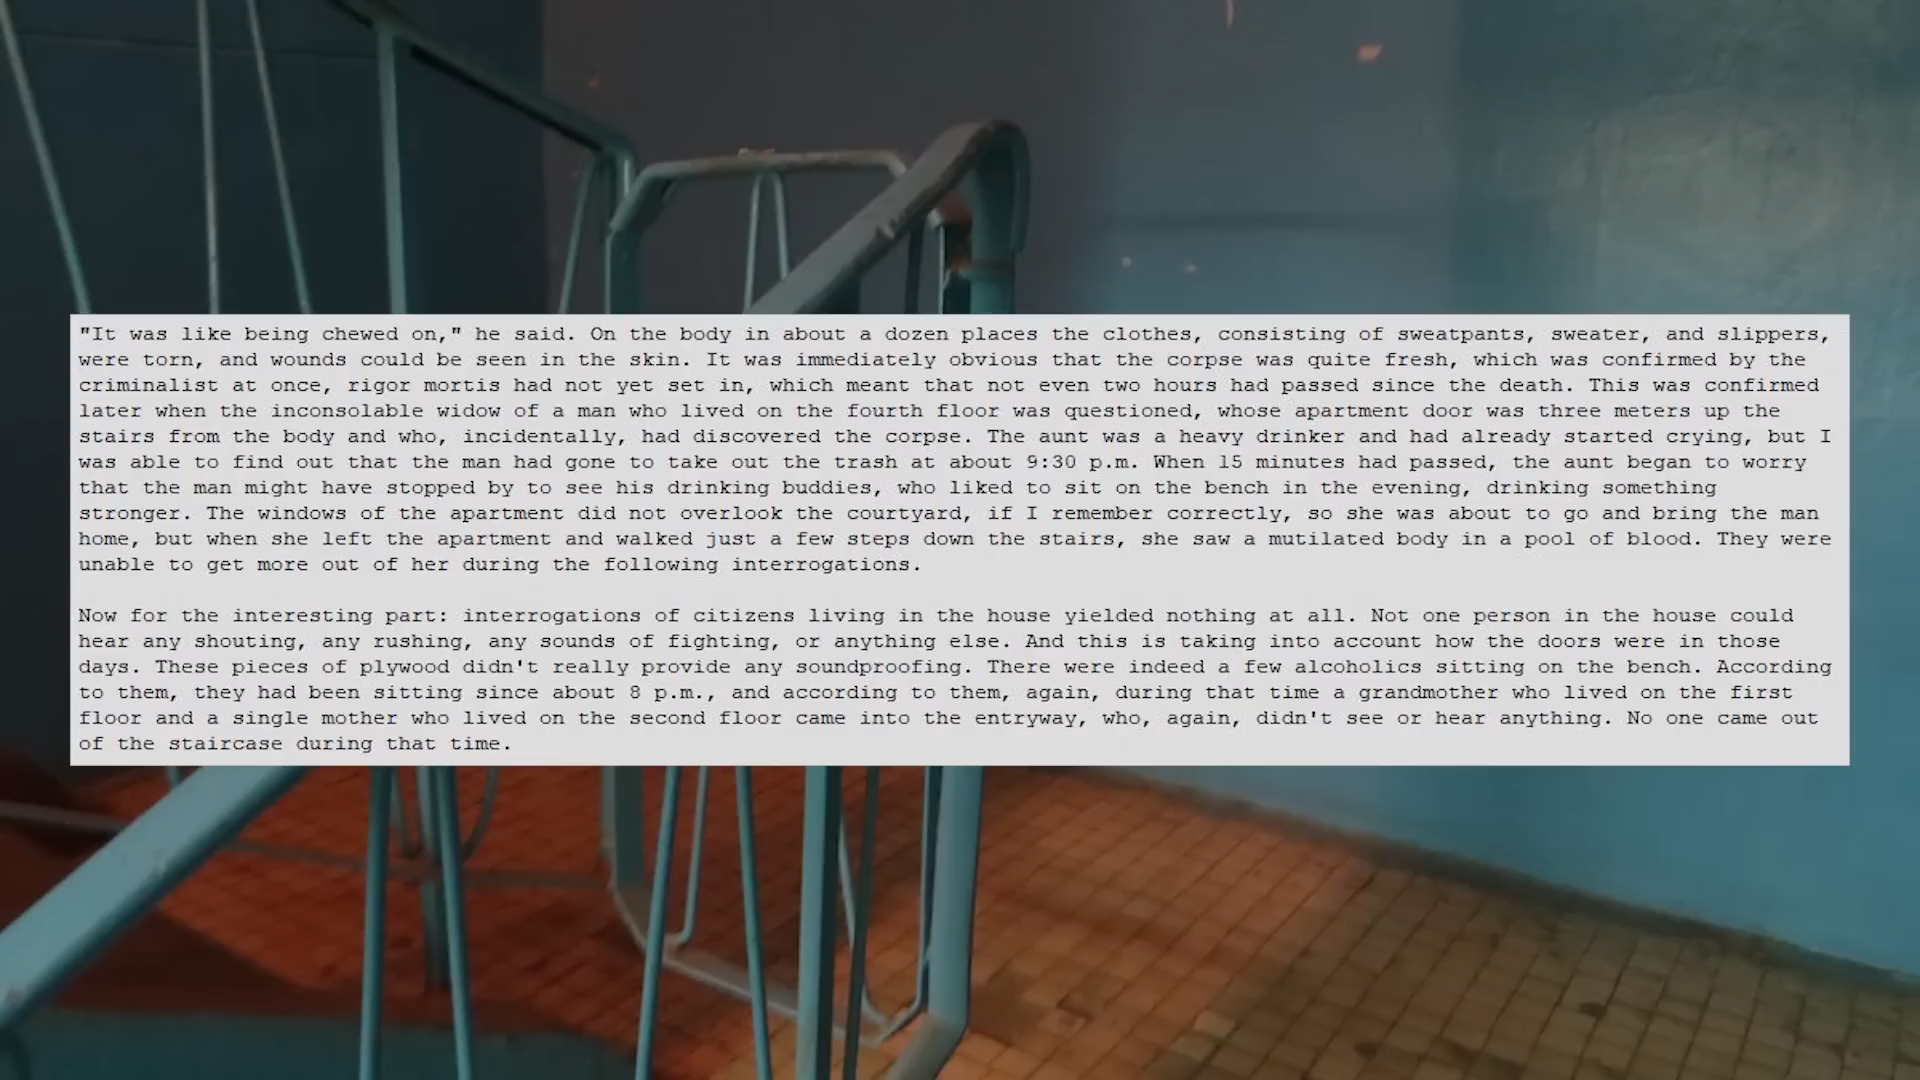 "It was like being chewed on," he said. On the body in about a dozen places the clothes, consisting of sweatpants, sweater, and slippers,
were torn, and wounds could be seen in the skin. It was immediately obvious that the corpse was quite fresh, which was confirmed by the
criminalist at once, rigor mortis had not yet set in, which meant that not even two hours had passed since the death. This was confirmed
later when the inconsolable widow of a man who lived on the fourth floor was questioned, whose apartment door was three meters up the
stairs from the body and who, incidentally, had discovered the corpse. The aunt was a heavy drinker and had already started crying, but I
was able to find out that the man had gone to take out the trash at about 9:30 p.m. When 15 minutes had passed, the aunt began to worry
that the man might have stopped by to see his drinking buddies, who liked to sit on the bench in the evening, drinking something
stronger. The windows of the apartment did not overlook the courtyard, if I remember correctly, so she was about to go and bring the man
home, but when she left the apartment and walked just a few steps down the stairs, she saw a mutilated body in a pool of blood. They were
unable to get more out of her during the following interrogations.
Now for the interesting part: interrogations of citizens living in the house yielded nothing at all. Not one person in the house could
hear any shouting, any rushing, any sounds of fighting, or anything else. And this is taking into account how the doors were in those
days. These pieces of plywood didn't really provide any soundproofing. There were indeed a few alcoholics sitting on the bench. According
to them, they had been sitting since about 8 p.m., and according to them, again, during that time a grandmother who lived on the first
floor and a single mother who lived on the second floor came into the entryway, who, again, didn't see or hear anything. No one came out
of the staircase during that time.